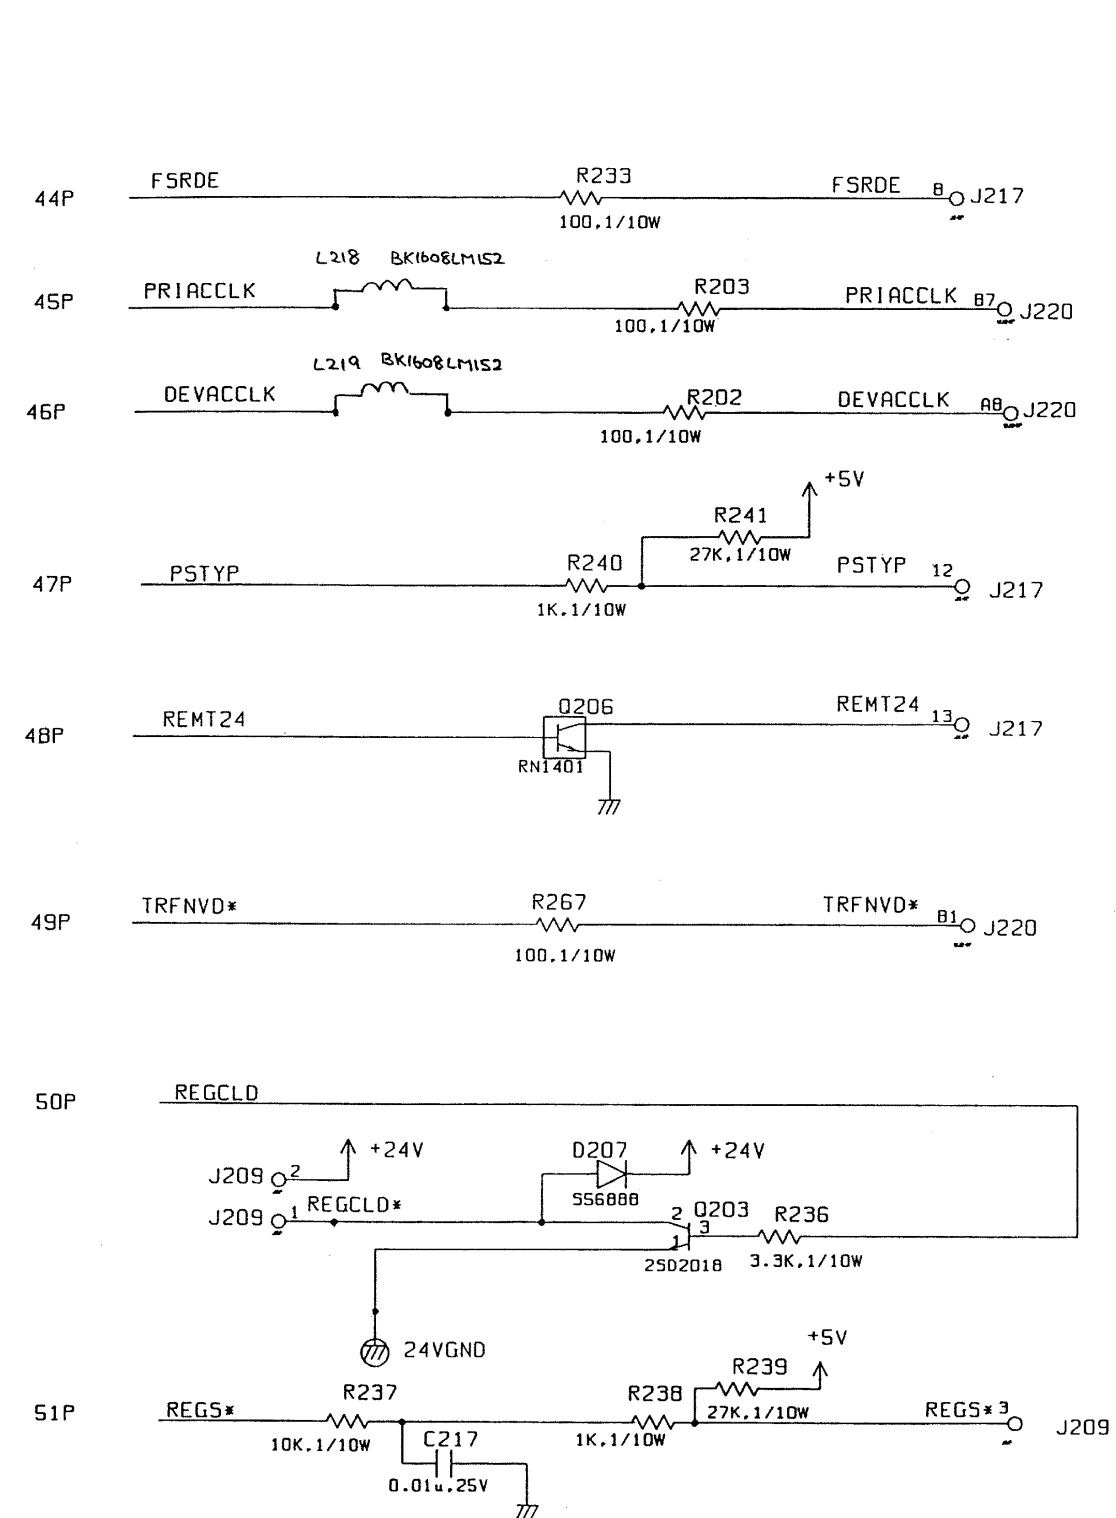 44P FSRDE R233 FSRDE 8 J217
100,1/10W
L218 BK1608LM152
45P PRIACCLK R203 PRIACCLK B7 J220
100,1/10W
L219 BK1608LM152
46P DEVACCLK R202 DEVACCLK A8 J220
100,1/10W
+5V
R241
27K,1/10W
47P PSTYP R240 PSTYP 12 J217
1K,1/10W
48P REMT24 Q206 REMT24 13 J217
RN1401
49P TRFNVD* R267 TRFNVD* B1 J220
100,1/10W
50P REGCLD
J209 2 +24V D207 +24V
SS6888
J209 1 REGCLD* 2 Q203 3 R236
1
2SD2018 3.3K,1/10W
24VGND
+5V
R239
27K,1/10W
51P REGS* R237 R238 REGS* 3 J209
10K,1/10W C217 1K,1/10W
0.01u,25V